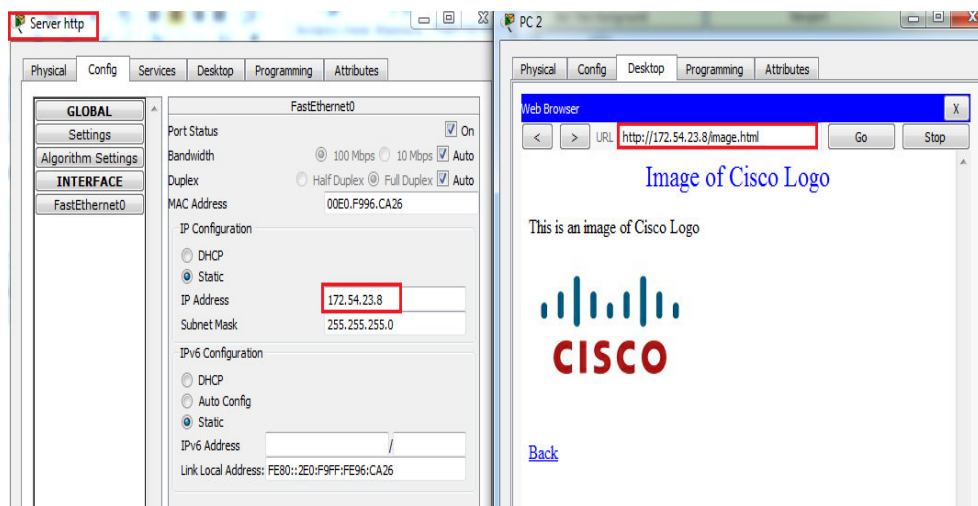 Server http
Physical Config Services Desktop Programming Attributes
GLOBAL
Settings
Algorithm Settings
INTERFACE
FastEthernet0
FastEthernet0
Port Status On
Bandwidth 100 Mbps 10 Mbps Auto
Duplex Half Duplex Full Duplex Auto
MAC Address 00E0.F996.CA26
IP Configuration
DHCP
Static
IP Address 172.54.23.8
Subnet Mask 255.255.255.0
IPv6 Configuration
DHCP
Auto Config
Static
IPv6 Address /
Link Local Address: FE80::2E0:F9FF:FE96:CA26
PC 2
Physical Config Desktop Programming Attributes
Web Browser X
< > URL http://172.54.23.8/image.html Go Stop
Image of Cisco Logo
This is an image of Cisco Logo
CISCO
Back